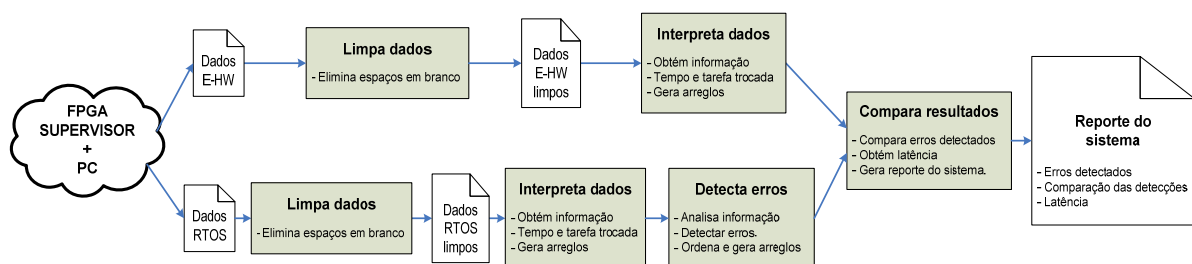 FPGA
SUPERVISOR
+
PC
Dados
E-HW
Limpa dados
- Elimina espaços em branco
Dados
E-HW
limpos
Interpreta dados
- Obtém informação
- Tempo e tarefa trocada
- Gera arreglos
Dados
RTOS
Limpa dados
- Elimina espaços em branco
Dados
RTOS
limpos
Interpreta dados
- Obtém informação
- Tempo e tarefa trocada
- Gera arreglos
Detecta erros
- Analisa informação
- Detectar erros.
- Ordena e gera arreglos
Compara resultados
- Compara erros detectados
- Obtém latência
- Gera reporte do sistema.
Reporte do
sistema
- Erros detectados
- Comparação das detecções
- Latência